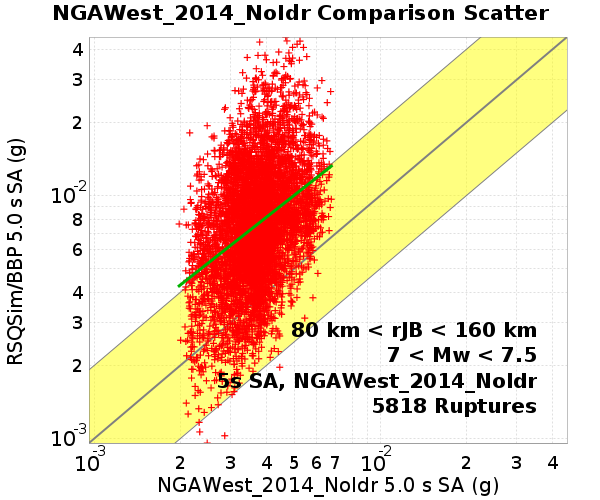 NGAWest_2014_NoIdr Comparison Scatter
RSQSim/BBP 5.0 s SA (g)
4
3
2
10-2
8
6
4
3
2
10-3
80 km < rJB < 160 km
7 < Mw < 7.5
5s SA, NGAWest_2014_NoIdr
5818 Ruptures
10-3 2 3 4 5 6 7 10-2 2 3 4
NGAWest_2014_NoIdr 5.0 s SA (g)